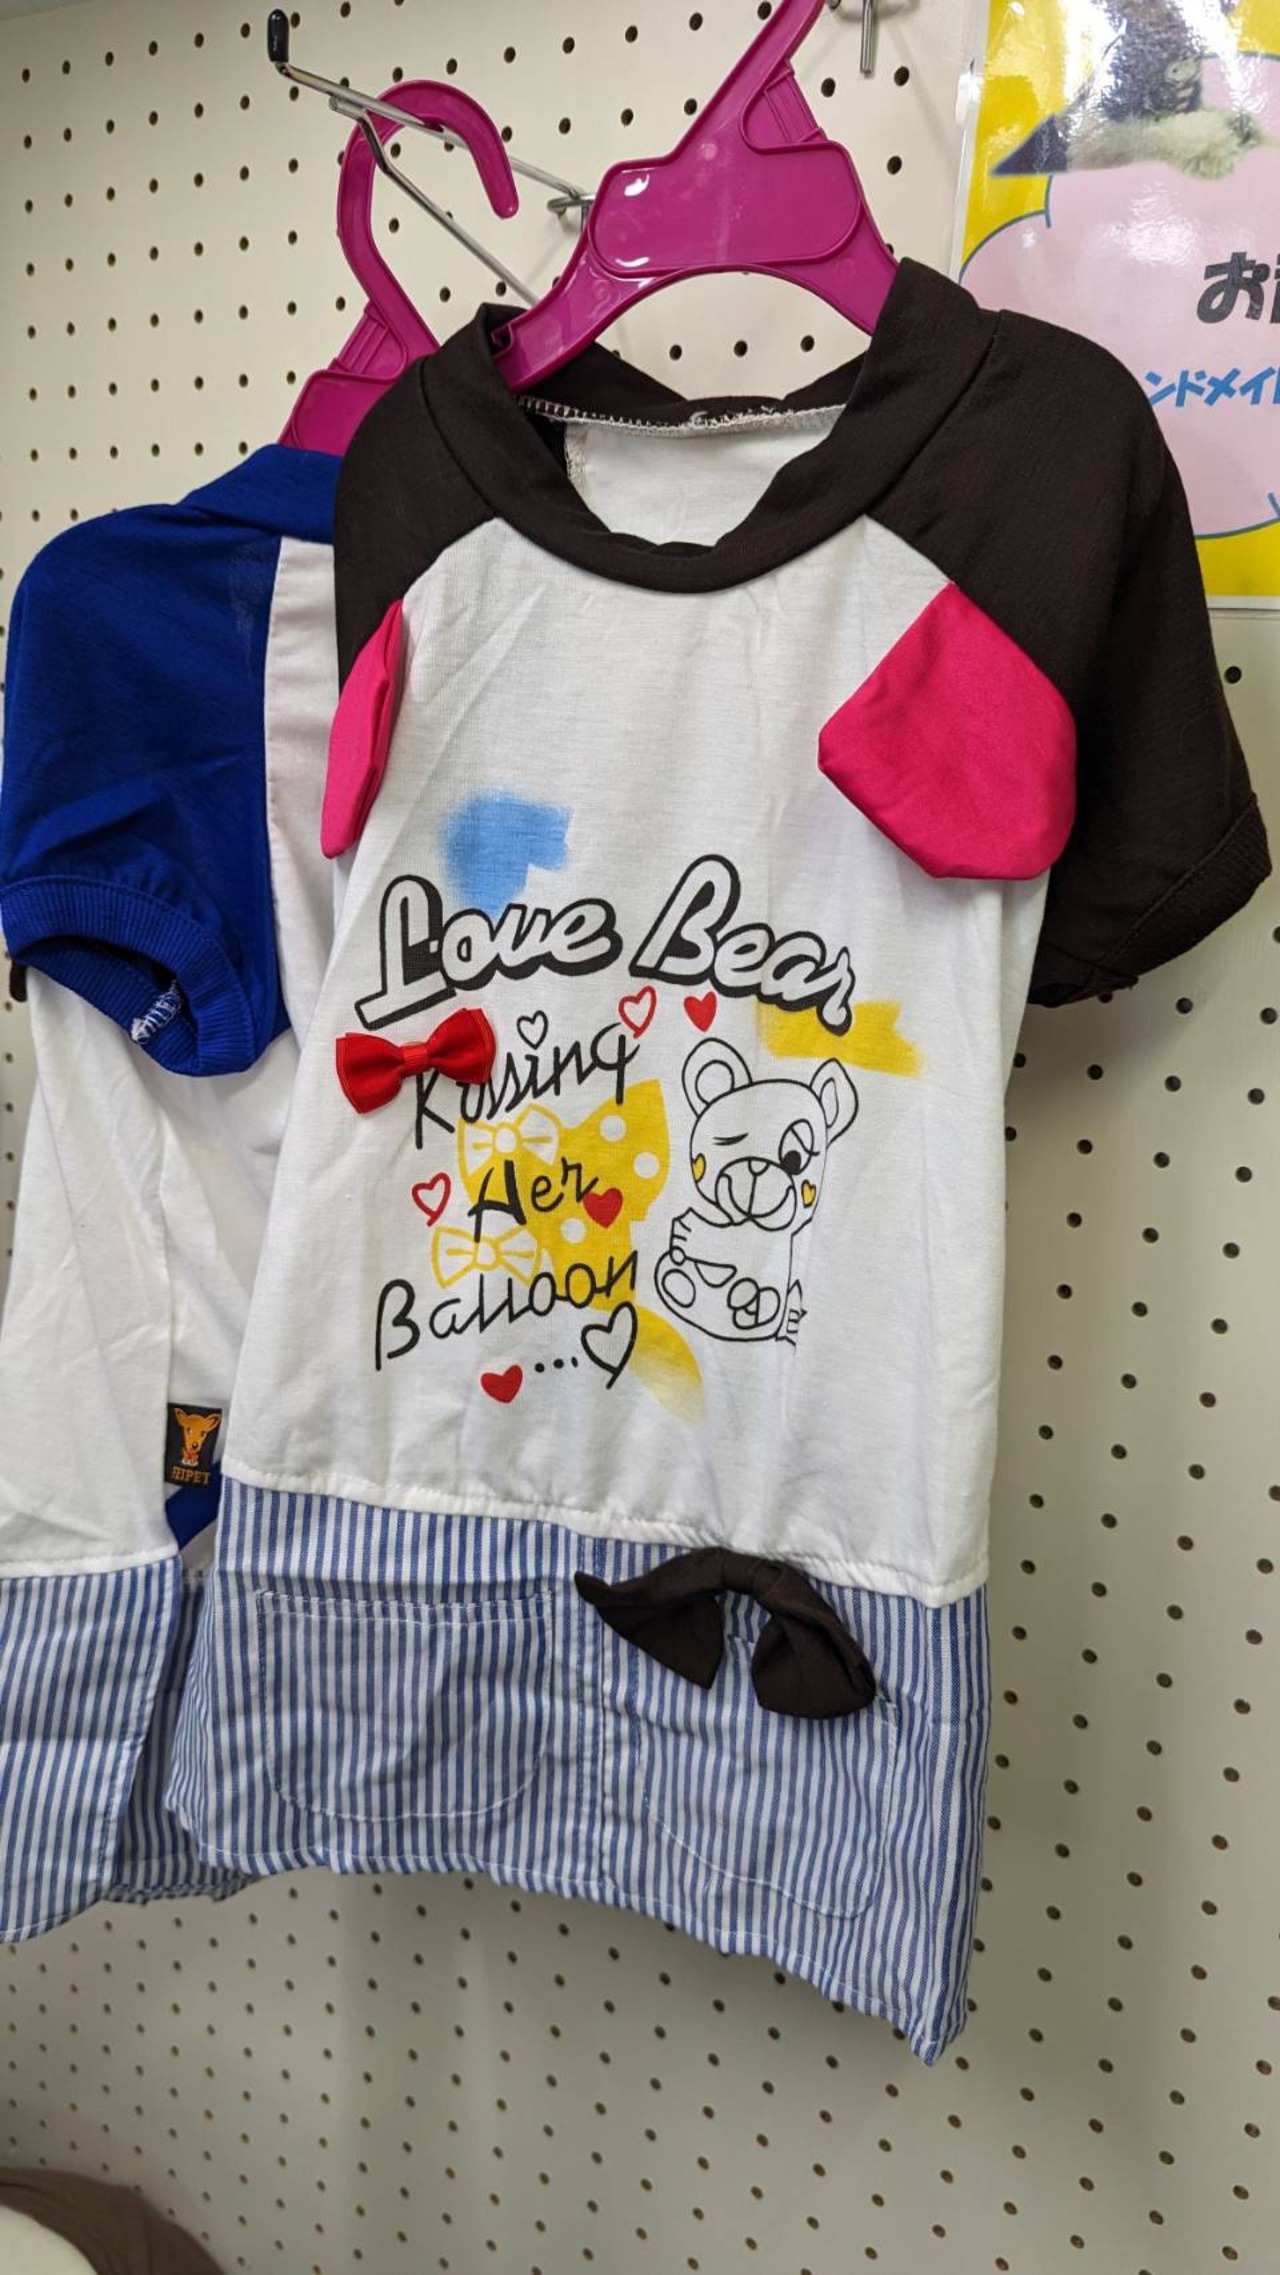 Love Bear
Kissing
Her
Balloon
...
FEIPET
お
ンドメイ